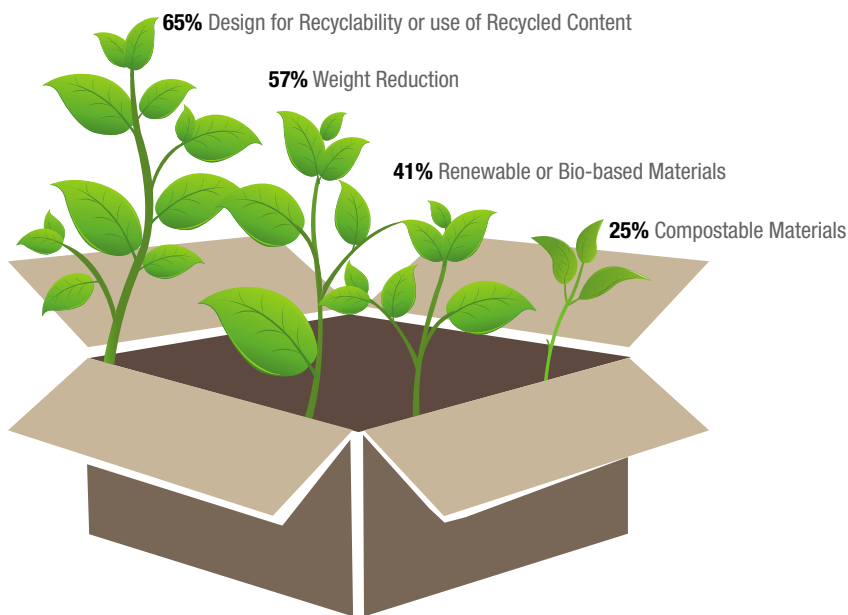 65% Design for Recyclability or use of Recycled Content
57% Weight Reduction
41% Renewable or Bio-based Materials
25% Compostable Materials